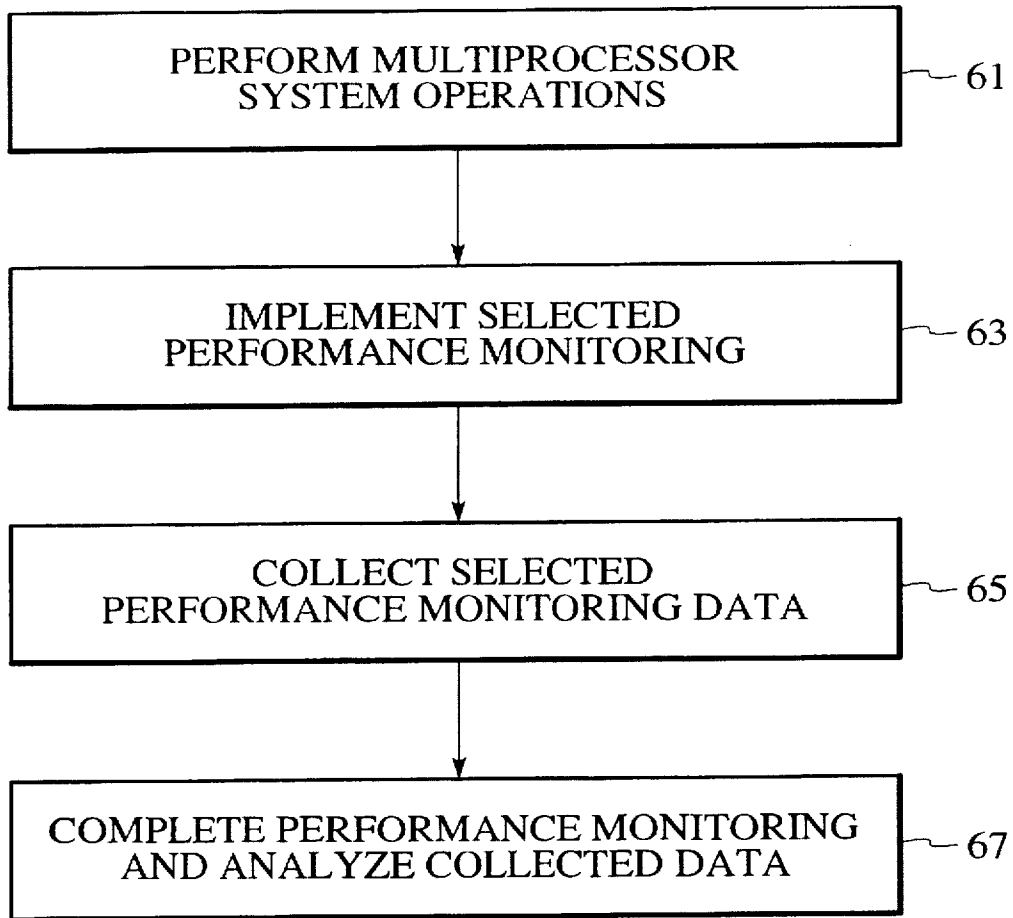 PERFORM MULTIPROCESSOR
SYSTEM OPERATIONS
61
IMPLEMENT SELECTED
PERFORMANCE MONITORING
63
COLLECT SELECTED
PERFORMANCE MONITORING DATA
65
COMPLETE PERFORMANCE MONITORING
AND ANALYZE COLLECTED DATA
67